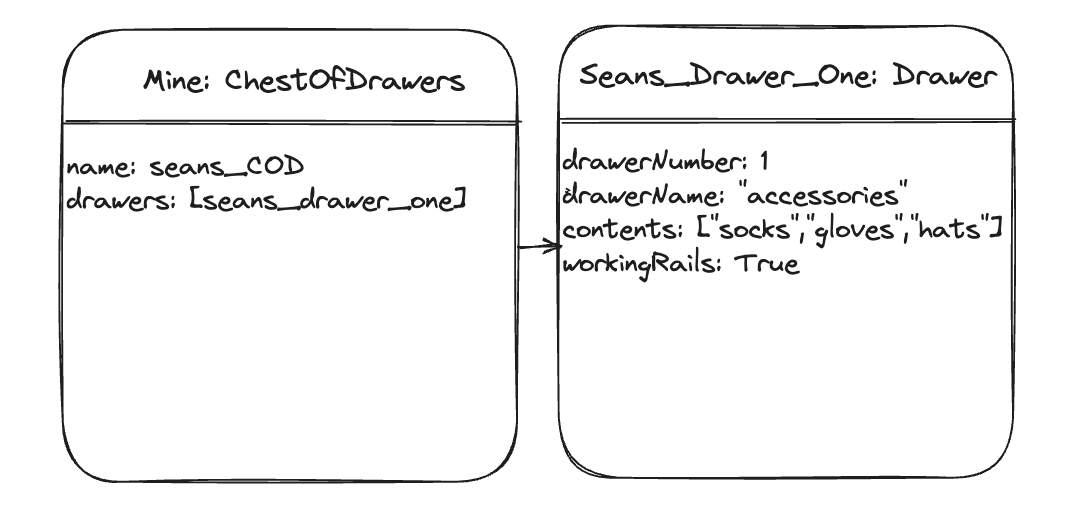 Mine: ChestOfDrawers
name: seans_COD
drawers: [seans_drawer_one]
Seans_Drawer_One: Drawer
drawerNumber: 1
drawerName: "accessories"
contents: ["socks","gloves","hats"]
workingRails: True